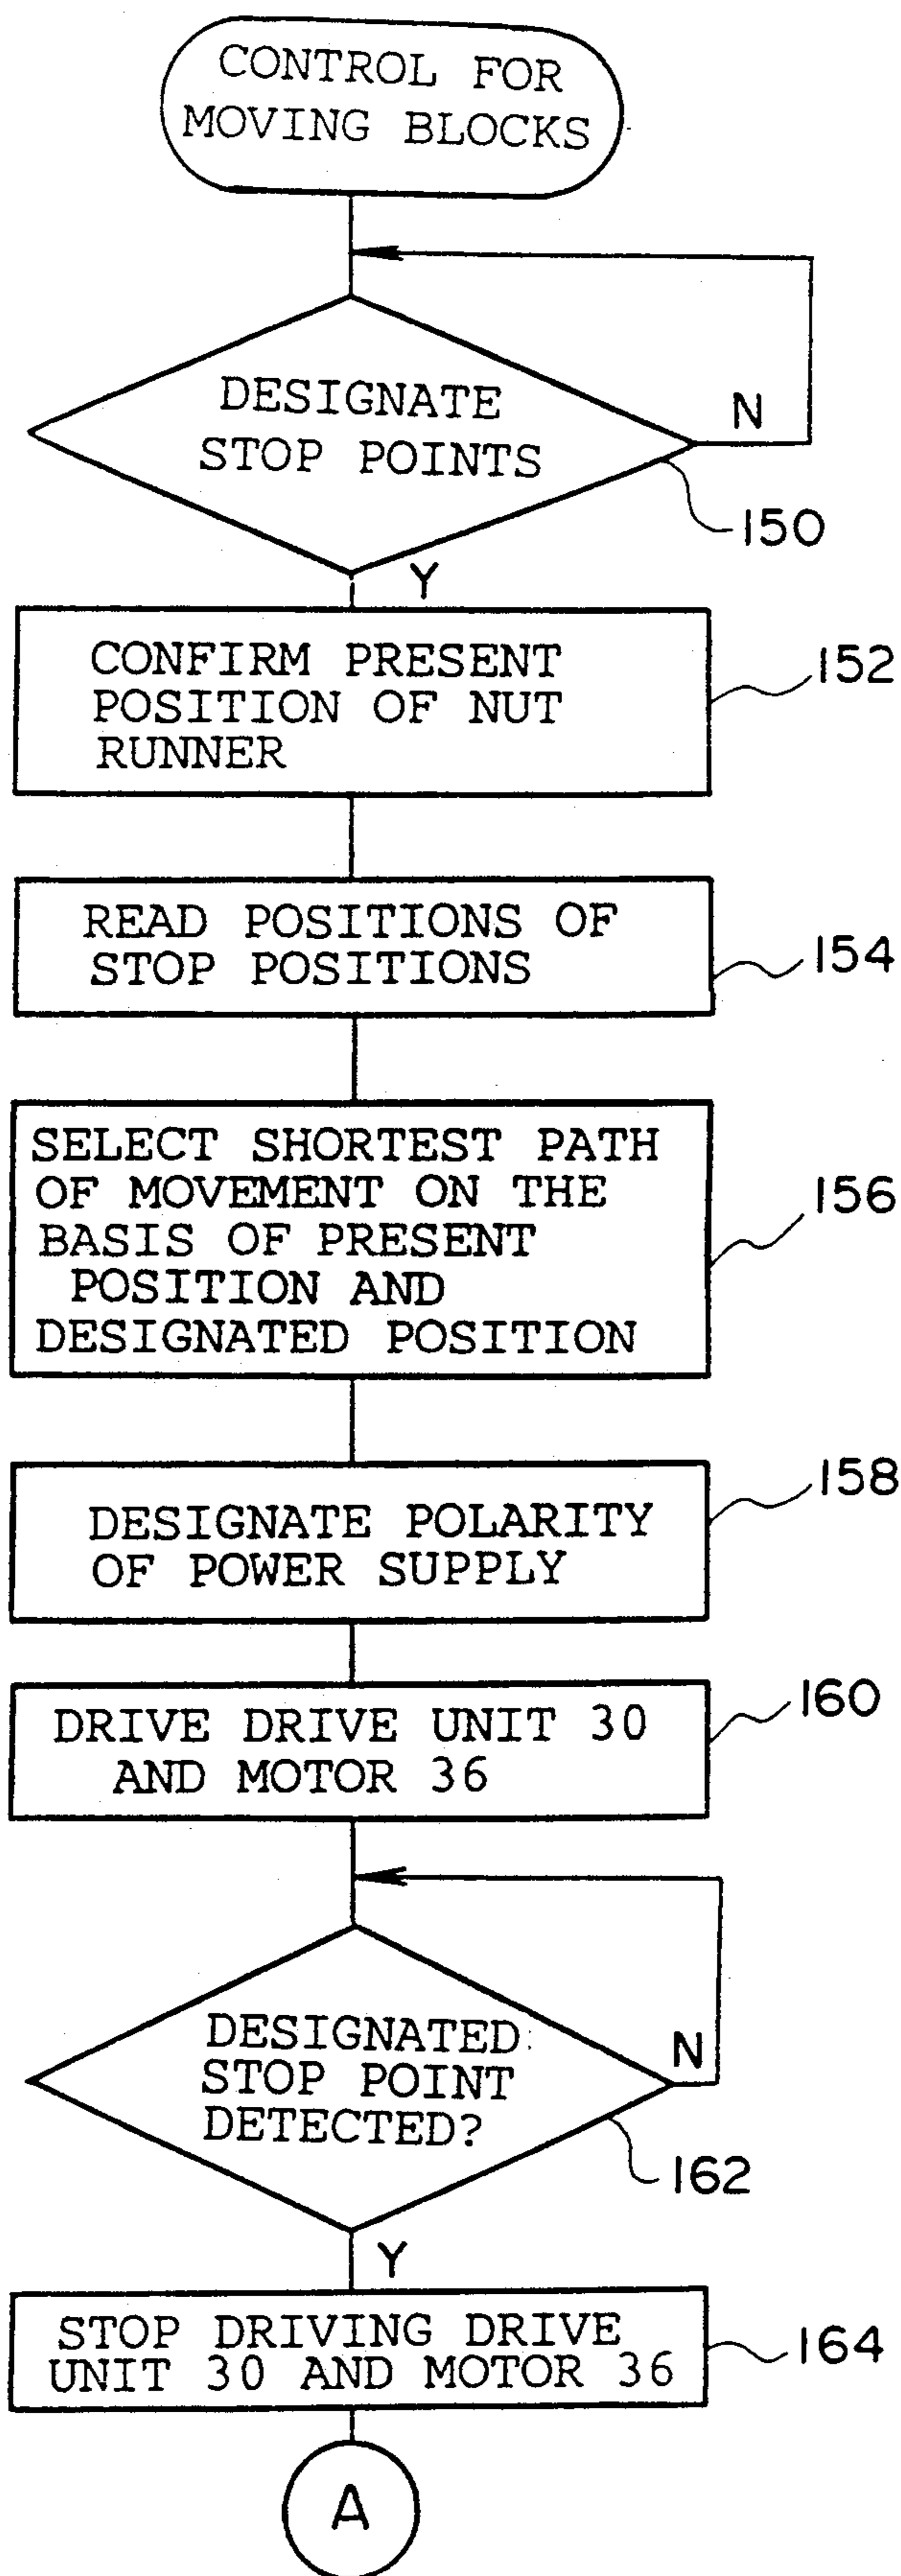 CONTROL FOR
MOVING BLOCKS
DESIGNATE
STOP POINTS
N
150
Y
CONFIRM PRESENT
POSITION OF NUT
RUNNER
152
READ POSITIONS OF
STOP POSITIONS
154
SELECT SHORTEST PATH
OF MOVEMENT ON THE
BASIS OF PRESENT
POSITION AND
DESIGNATED POSITION
156
DESIGNATE POLARITY
OF POWER SUPPLY
158
DRIVE DRIVE UNIT 30
AND MOTOR 36
160
DESIGNATED
STOP POINT
DETECTED?
N
162
Y
STOP DRIVING DRIVE
UNIT 30 AND MOTOR 36
164
A